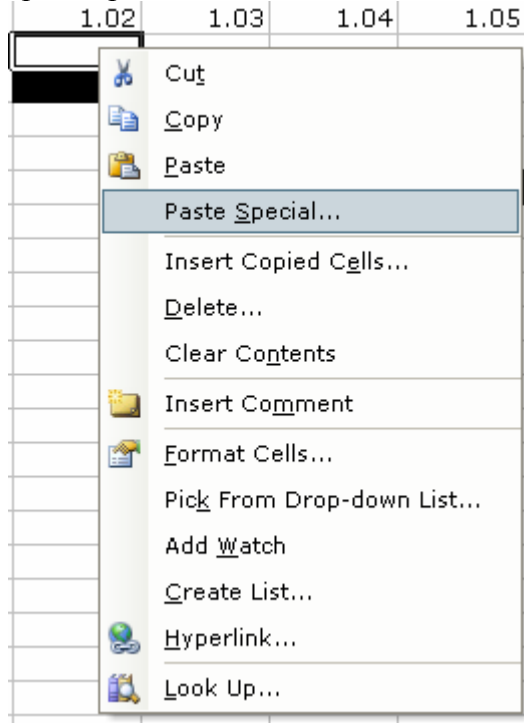 1.02 1.03 1.04 1.05
Cut
Copy
Paste
Paste Special...
Insert Copied Cells...
Delete...
Clear Contents
Insert Comment
Format Cells...
Pick From Drop-down List...
Add Watch
Create List...
Hyperlink...
Look Up...